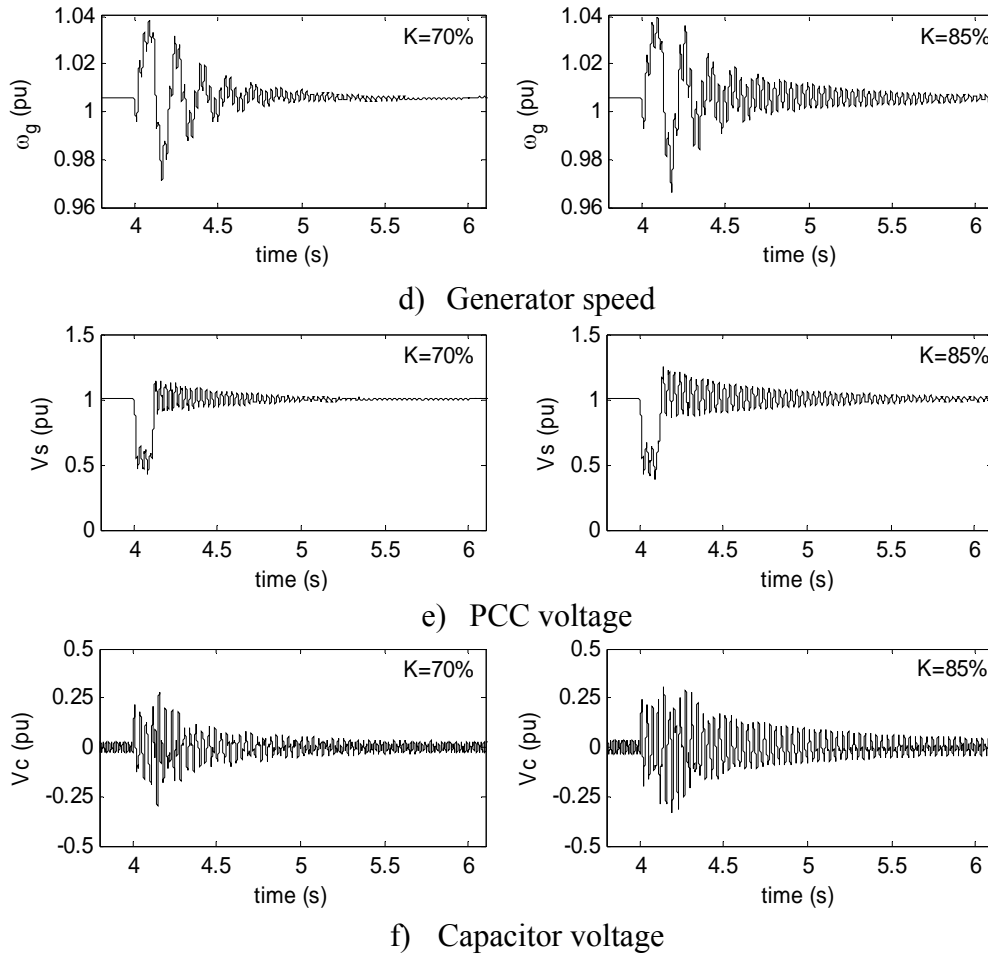 1.04
1.02
1
0.98
0.96
ω_g (pu)
K=70%
4 4.5 5 5.5 6
time (s)
1.04
1.02
1
0.98
0.96
ω_g (pu)
K=85%
4 4.5 5 5.5 6
time (s)
d) Generator speed
1.5
1
0.5
0
Vs (pu)
K=70%
4 4.5 5 5.5 6
time (s)
1.5
1
0.5
0
Vs (pu)
K=85%
4 4.5 5 5.5 6
time (s)
e) PCC voltage
0.5
0.25
0
-0.25
-0.5
Vc (pu)
K=70%
4 4.5 5 5.5 6
time (s)
0.5
0.25
0
-0.25
-0.5
Vc (pu)
K=85%
4 4.5 5 5.5 6
time (s)
f) Capacitor voltage